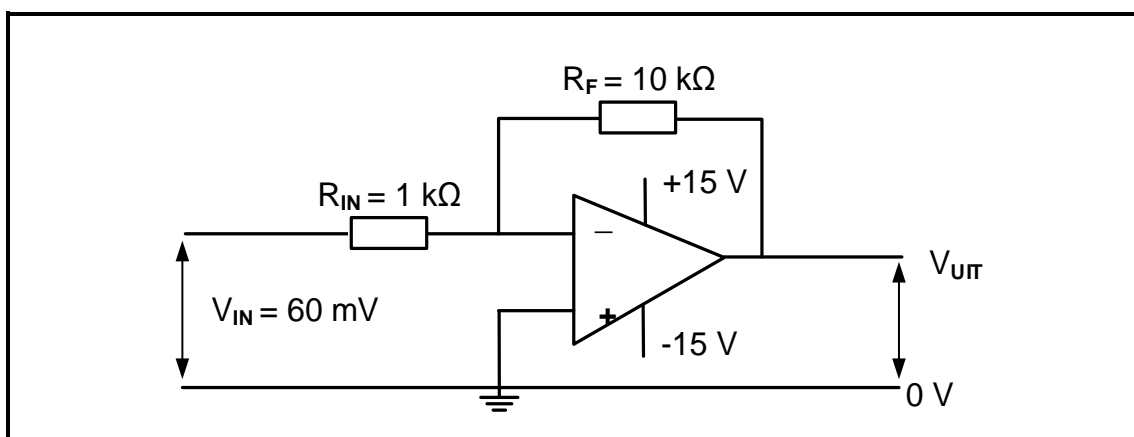 R_F = 10 kΩ
+15 V
R_IN = 1 kΩ
–
V_UIT
V_IN = 60 mV
+
-15 V
0 V